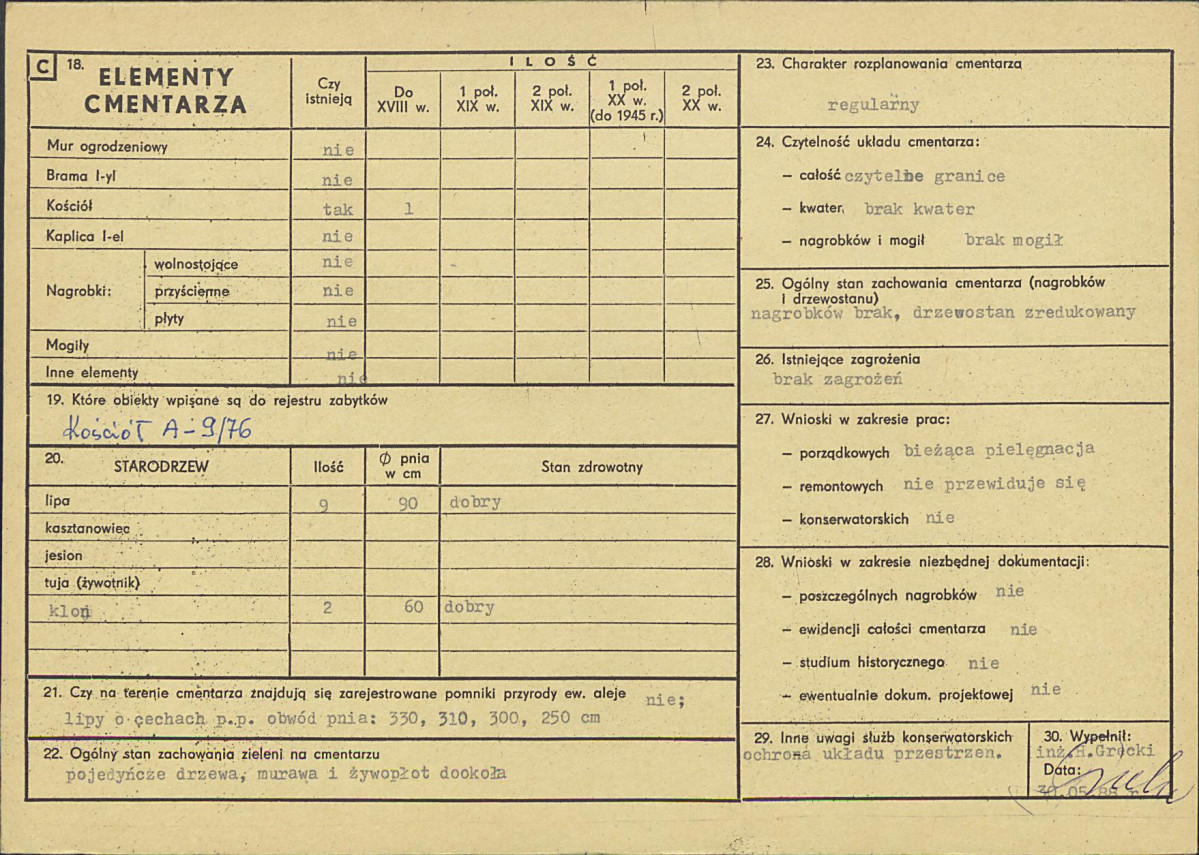 C 18. ELEMENTY CMENTARZA
Czy istnieją
ILOŚĆ
Do XVIII w.
1 poł. XIX w.
2 poł. XIX w.
1 poł. XX w. (do 1945 r.)
2 poł. XX w.
Mur ogrodzeniowy nie
Brama I-yl nie
Kościół tak 1
Kaplica I-el nie
Nagrobki: wolnostojące nie
przyścienne nie
płyty nie
Mogiły nie
Inne elementy nie
19. Które obiekty wpisane są do rejestru zabytków
Kościół A-9/76
20. STARODRZEW Ilość Ø pnia w cm Stan zdrowotny
lipa 9 90 dobry
kasztanowiec
jesion
tuja (żywotnik)
klon 2 60 dobry
21. Czy na terenie cmentarza znajdują się zarejestrowane pomniki przyrody ew. aleje nie;
lipy o cechach p.p. obwód pnia: 330, 310, 300, 250 cm
22. Ogólny stan zachowania zieleni na cmentarzu
pojedyńcze drzewa, murawa i żywopłot dookoła
23. Charakter rozplanowania cmentarza
regularny
24. Czytelność układu cmentarza:
– całość czytelne granice
– kwater, brak kwater
– nagrobków i mogił brak mogił
25. Ogólny stan zachowania cmentarza (nagrobków
i drzewostanu)
nagrobków brak, drzewostan zredukowany
26. Istniejące zagrożenia
brak zagrożeń
27. Wnioski w zakresie prac:
– porządkowych bieżąca pielęgnacja
– remontowych nie przewiduje się
– konserwatorskich nie
28. Wnioski w zakresie niezbędnej dokumentacji:
– poszczególnych nagrobków nie
– ewidencji całości cmentarza nie
– studium historycznego nie
– ewentualnie dokum. projektowej nie
29. Inne uwagi służb konserwatorskich
ochrona układu przestrzen.
30. Wypełnił:
inż.H.Grecki
Data:
30.05.88